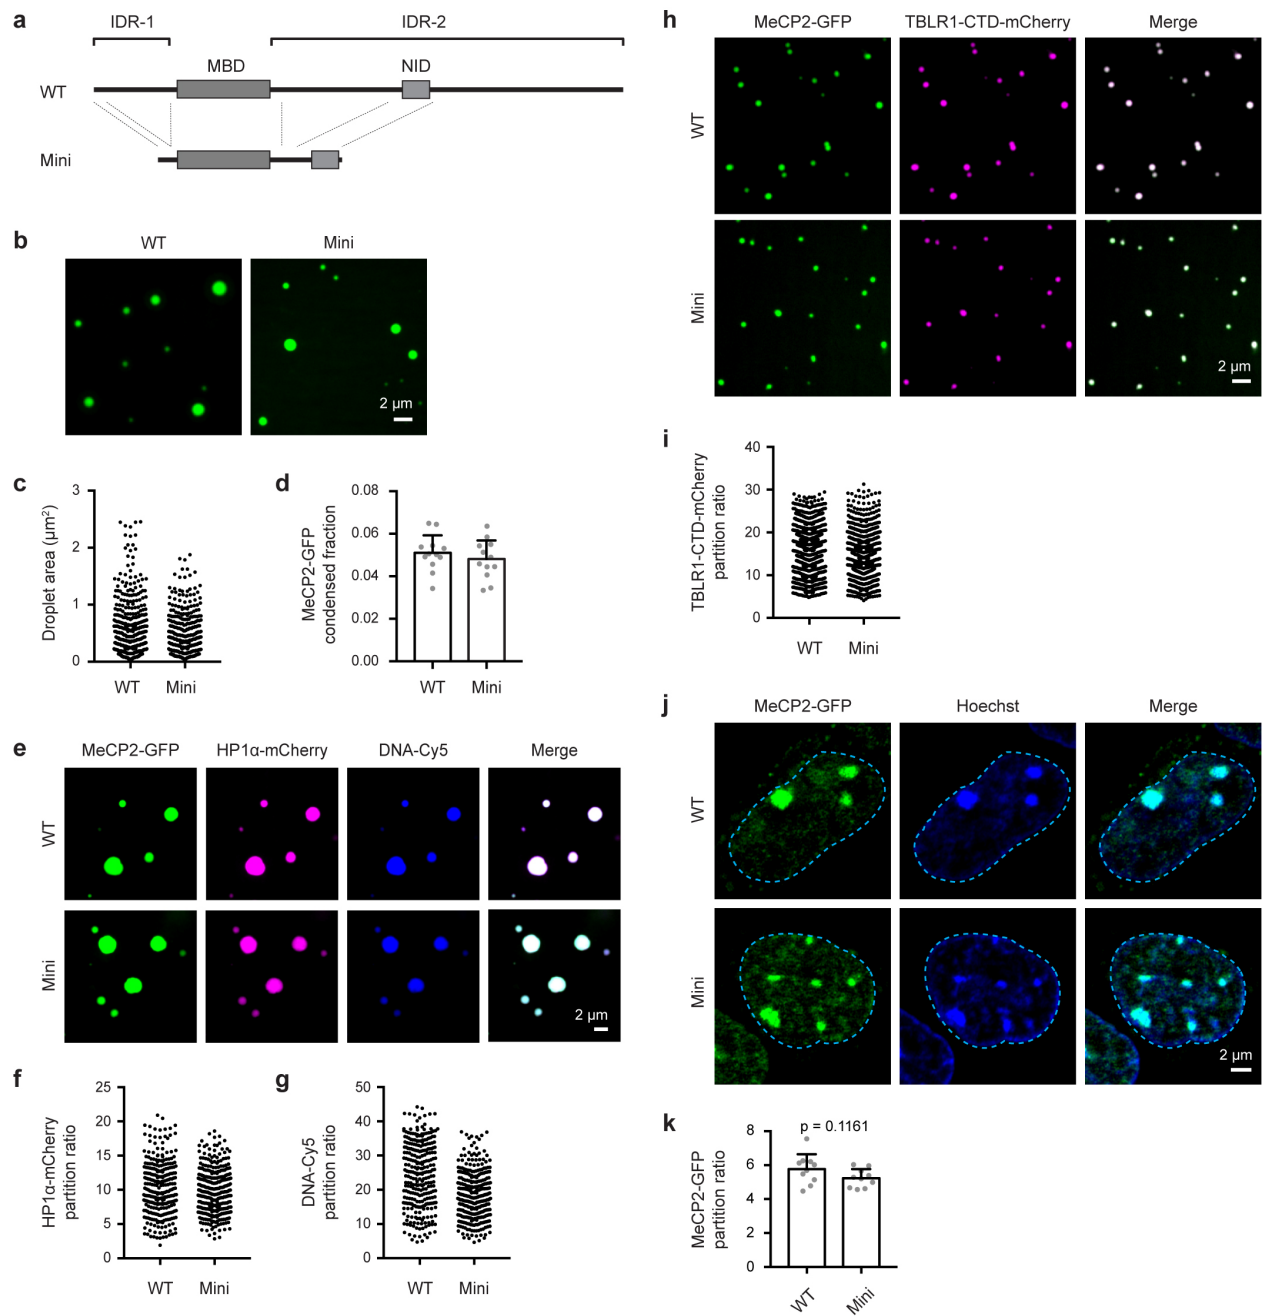 a
IDR-1 IDR-2
MBD NID
WT
Mini
b
WT Mini
2 µm
c
Droplet area (µm²)
3
2
1
0
WT Mini
d
MeCP2-GFP
condensed fraction
0.08
0.06
0.04
0.02
0.00
WT Mini
e
MeCP2-GFP HP1α-mCherry DNA-Cy5 Merge
WT
Mini
2 µm
f
HP1α-mCherry
partition ratio
25
20
15
10
5
0
WT Mini
g
DNA-Cy5
partition ratio
50
40
30
20
10
0
WT Mini
h
MeCP2-GFP TBLR1-CTD-mCherry Merge
WT
Mini
2 µm
i
TBLR1-CTD-mCherry
partition ratio
40
30
20
10
0
WT Mini
j
MeCP2-GFP Hoechst Merge
WT
Mini
2 µm
k
p = 0.1161
MeCP2-GFP
partition ratio
8
6
4
2
0
WT Mini